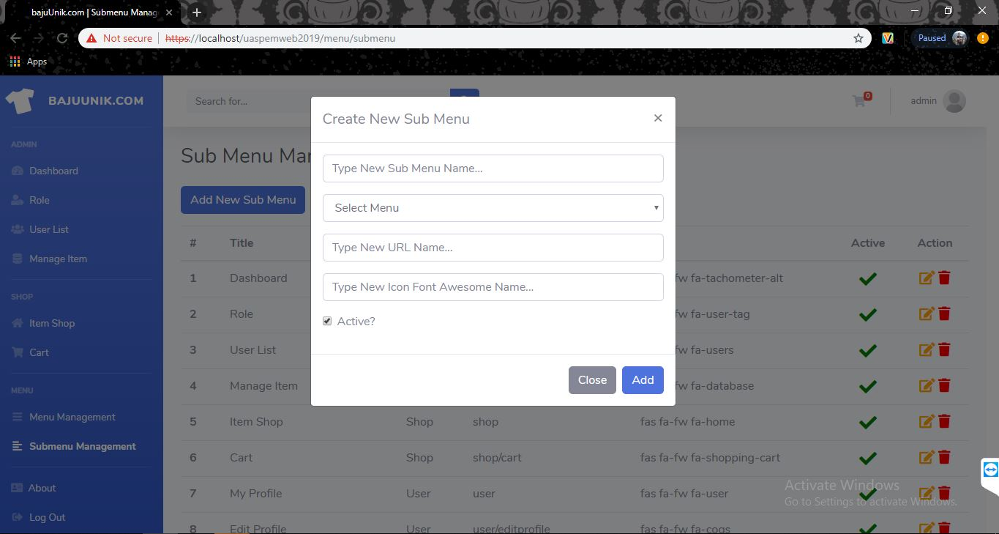 bajuUnik.com | Submenu Manag
Not secure | https://localhost/uaspemweb2019/menu/submenu
Paused
Apps
BAJUUNIK.COM
Search for...
0
admin
ADMIN
Dashboard
Role
User List
Manage Item
SHOP
Item Shop
Cart
MENU
Menu Management
Submenu Management
About
Log Out
Sub Menu Mar
Add New Sub Menu
Create New Sub Menu ×
Type New Sub Menu Name...
Select Menu
Type New URL Name...
Type New Icon Font Awesome Name...
Active?
Close Add
# Title Active Action
1 Dashboard fw fa-tachometer-alt
2 Role fw fa-user-tag
3 User List fw fa-users
4 Manage Item fw fa-database
5 Item Shop Shop shop fas fa-fw fa-home
6 Cart Shop shop/cart fas fa-fw fa-shopping-cart
7 My Profile User user fas fa-fw fa-user
8 Edit Profile User user/editprofile fas fa-fw fa-cogs
Activate Windows
Go to Settings to activate Windows.